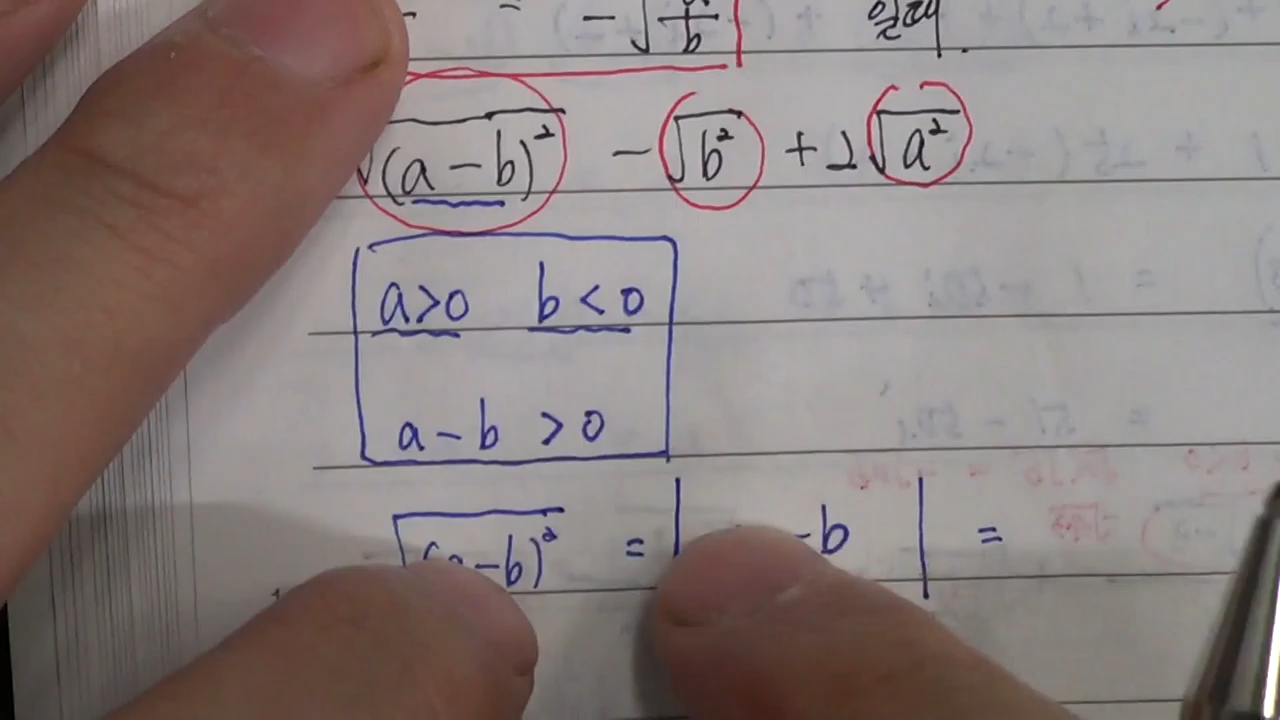 = -√b 일때.
√(a-b)² - √b² + 2√a²
a>0 b<0
a-b >0
√(a-b)² = | -b | =